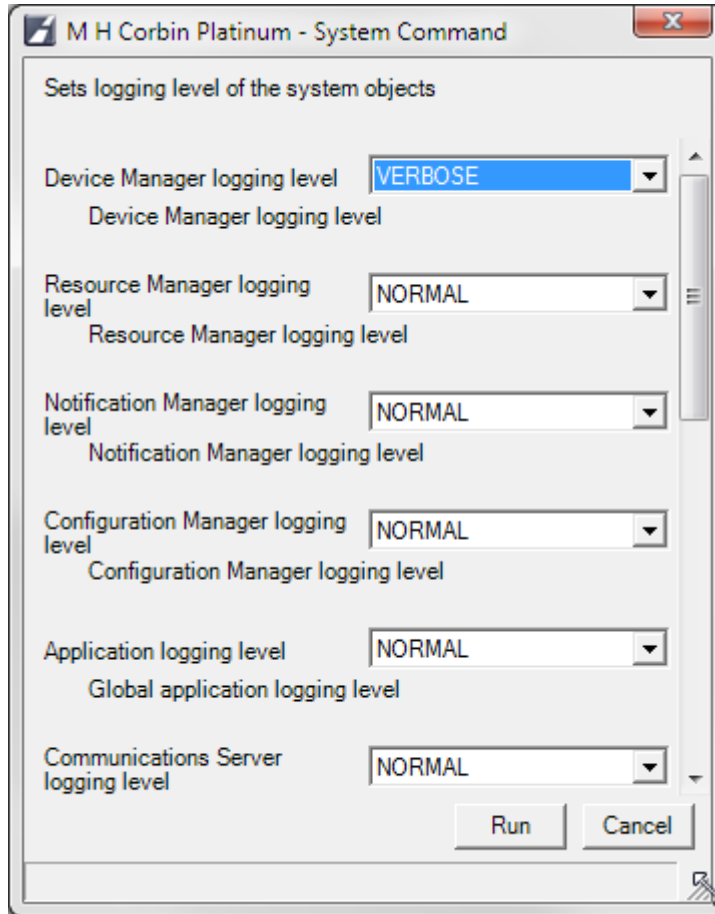 M H Corbin Platinum - System Command
Sets logging level of the system objects
Device Manager logging level
VERBOSE
Device Manager logging level
Resource Manager logging
level
NORMAL
Resource Manager logging level
Notification Manager logging
level
NORMAL
Notification Manager logging level
Configuration Manager logging
level
NORMAL
Configuration Manager logging level
Application logging level
NORMAL
Global application logging level
Communications Server
logging level
NORMAL
Run
Cancel